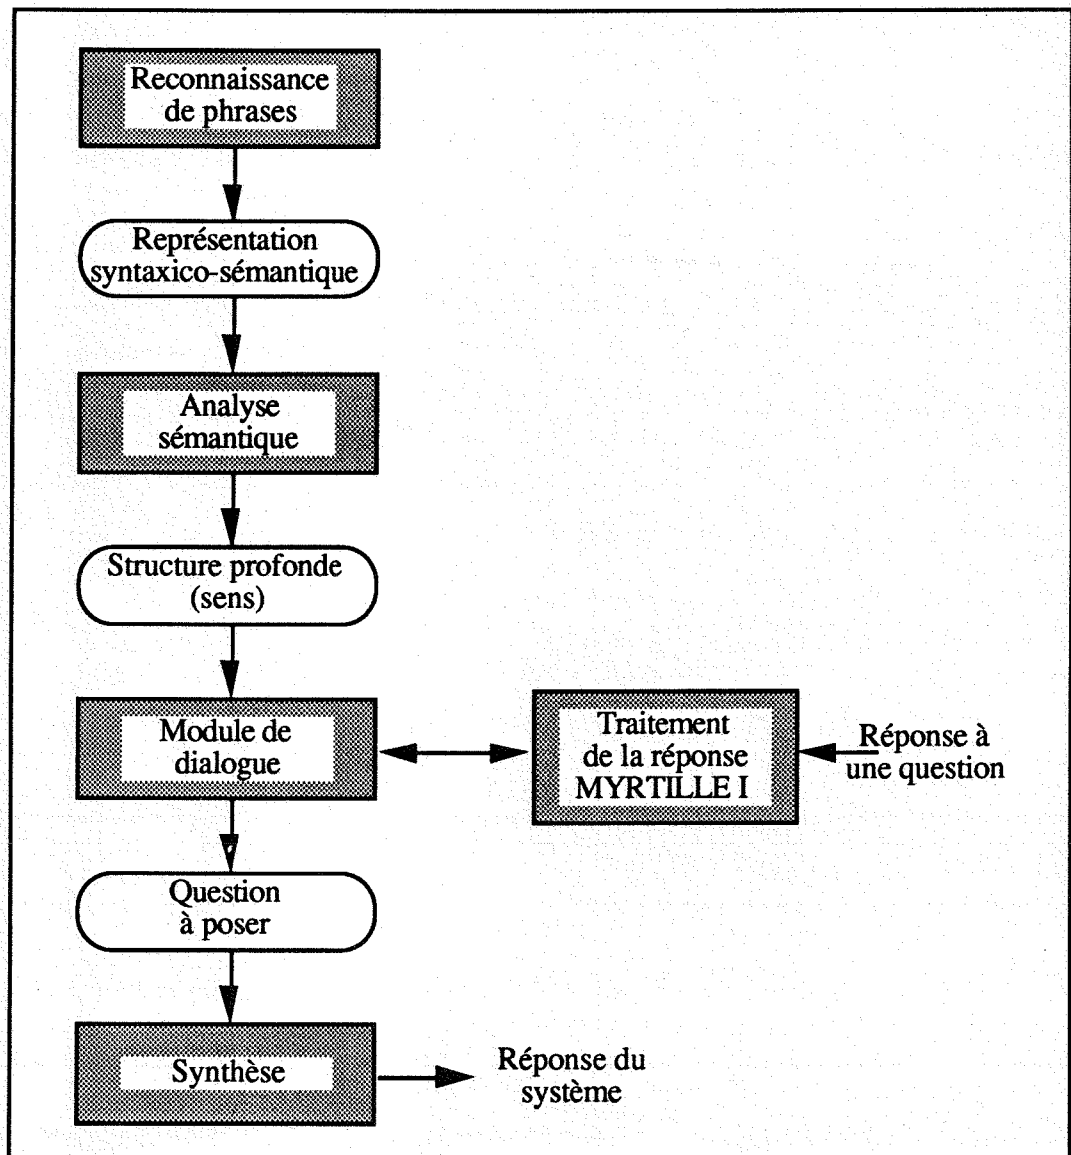 Reconnaissance
de phrases
Représentation
syntaxico-sémantique
Analyse
sémantique
Structure profonde
(sens)
Module de
dialogue
Traitement
de la réponse
MYRTILLE I
Réponse à
une question
Question
à poser
Synthèse
Réponse du
système